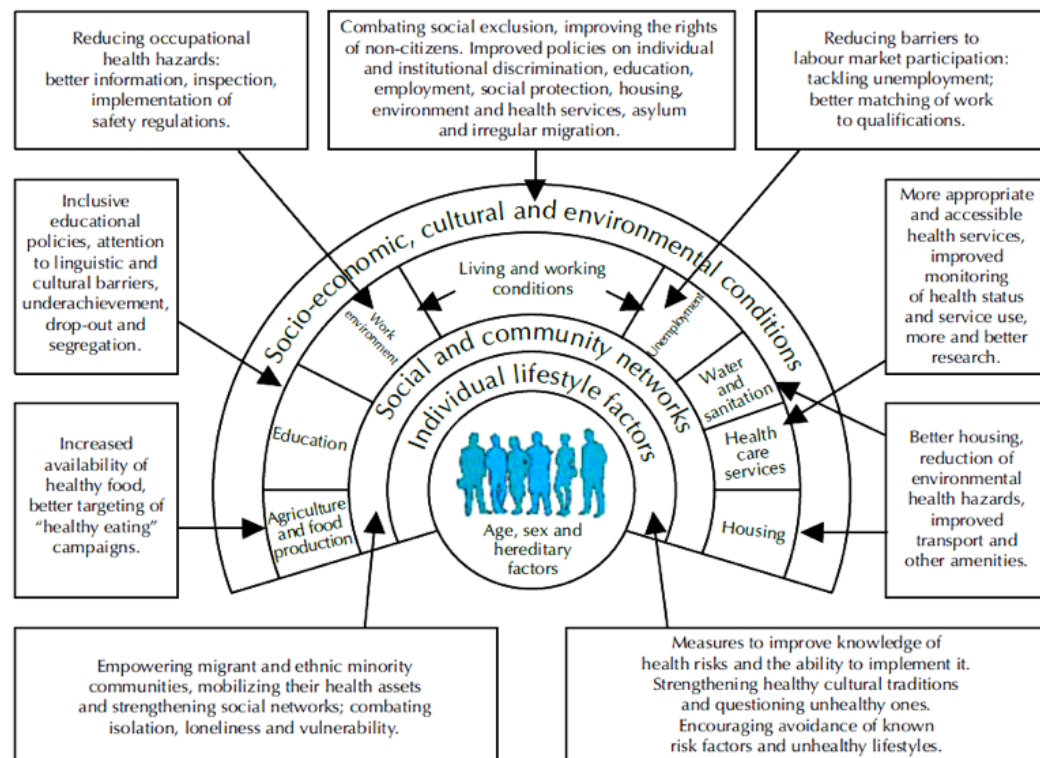 Reducing occupational
health hazards:
better information, inspection,
implementation of
safety regulations.
Combating social exclusion, improving the rights
of non-citizens. Improved policies on individual
and institutional discrimination, education,
employment, social protection, housing,
environment and health services, asylum
and irregular migration.
Reducing barriers to
labour market participation:
tackling unemployment;
better matching of work
to qualifications.
Inclusive
educational
policies, attention
to linguistic and
cultural barriers,
underachievement,
drop-out and
segregation.
More appropriate
and accessible
health services,
improved
monitoring
of health status
and service use,
more and better
research.
Increased
availability of
healthy food,
better targeting of
“healthy eating”
campaigns.
Better housing,
reduction of
environmental
health hazards,
improved
transport and
other amenities.
Socio-economic, cultural and environmental conditions
Living and working
conditions
Work
environment
Unemployment
Education
Agriculture
and food
production
Water
and
sanitation
Health
care
services
Housing
Social and community networks
Individual lifestyle factors
Age, sex and
hereditary
factors
Empowering migrant and ethnic minority
communities, mobilizing their health assets
and strengthening social networks; combating
isolation, loneliness and vulnerability.
Measures to improve knowledge of
health risks and the ability to implement it.
Strengthening healthy cultural traditions
and questioning unhealthy ones.
Encouraging avoidance of known
risk factors and unhealthy lifestyles.